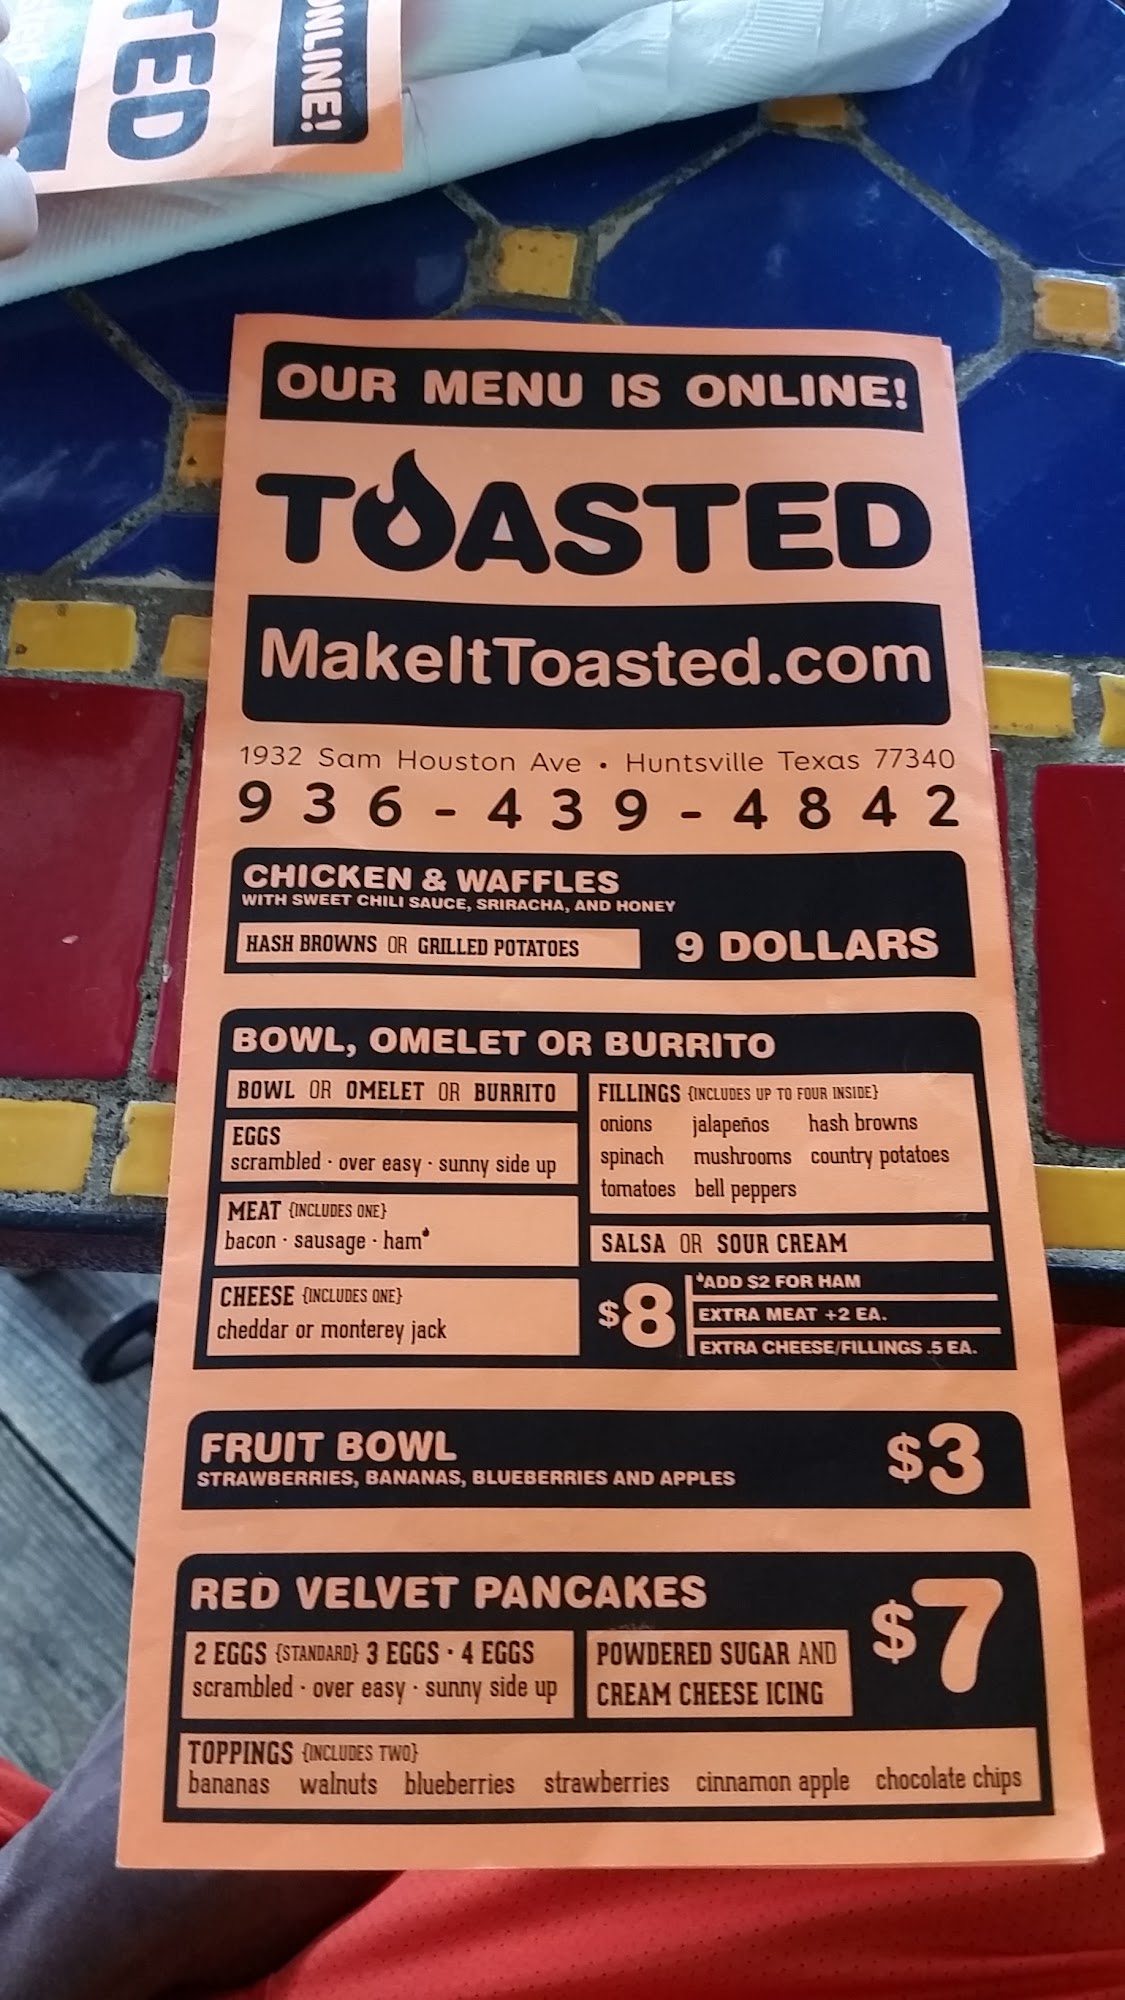 ONLINE!
TED
OUR MENU IS ONLINE!
TOASTED
MakeItToasted.com
1932 Sam Houston Ave • Huntsville Texas 77340
936-439-4842
CHICKEN & WAFFLES
WITH SWEET CHILI SAUCE, SRIRACHA, AND HONEY
HASH BROWNS OR GRILLED POTATOES
9 DOLLARS
BOWL, OMELET OR BURRITO
BOWL OR OMELET OR BURRITO
EGGS
scrambled · over easy · sunny side up
MEAT {INCLUDES ONE}
bacon · sausage · ham
CHEESE {INCLUDES ONE}
cheddar or monterey jack
FILLINGS {INCLUDES UP TO FOUR INSIDE}
onions jalapeños hash browns
spinach mushrooms country potatoes
tomatoes bell peppers
SALSA OR SOUR CREAM
$8
ADD $2 FOR HAM
EXTRA MEAT +2 EA.
EXTRA CHEESE/FILLINGS .5 EA.
FRUIT BOWL
STRAWBERRIES, BANANAS, BLUEBERRIES AND APPLES
$3
RED VELVET PANCAKES
$7
2 EGGS {STANDARD} 3 EGGS · 4 EGGS
scrambled · over easy · sunny side up
POWDERED SUGAR AND
CREAM CHEESE ICING
TOPPINGS {INCLUDES TWO}
bananas walnuts blueberries strawberries cinnamon apple chocolate chips